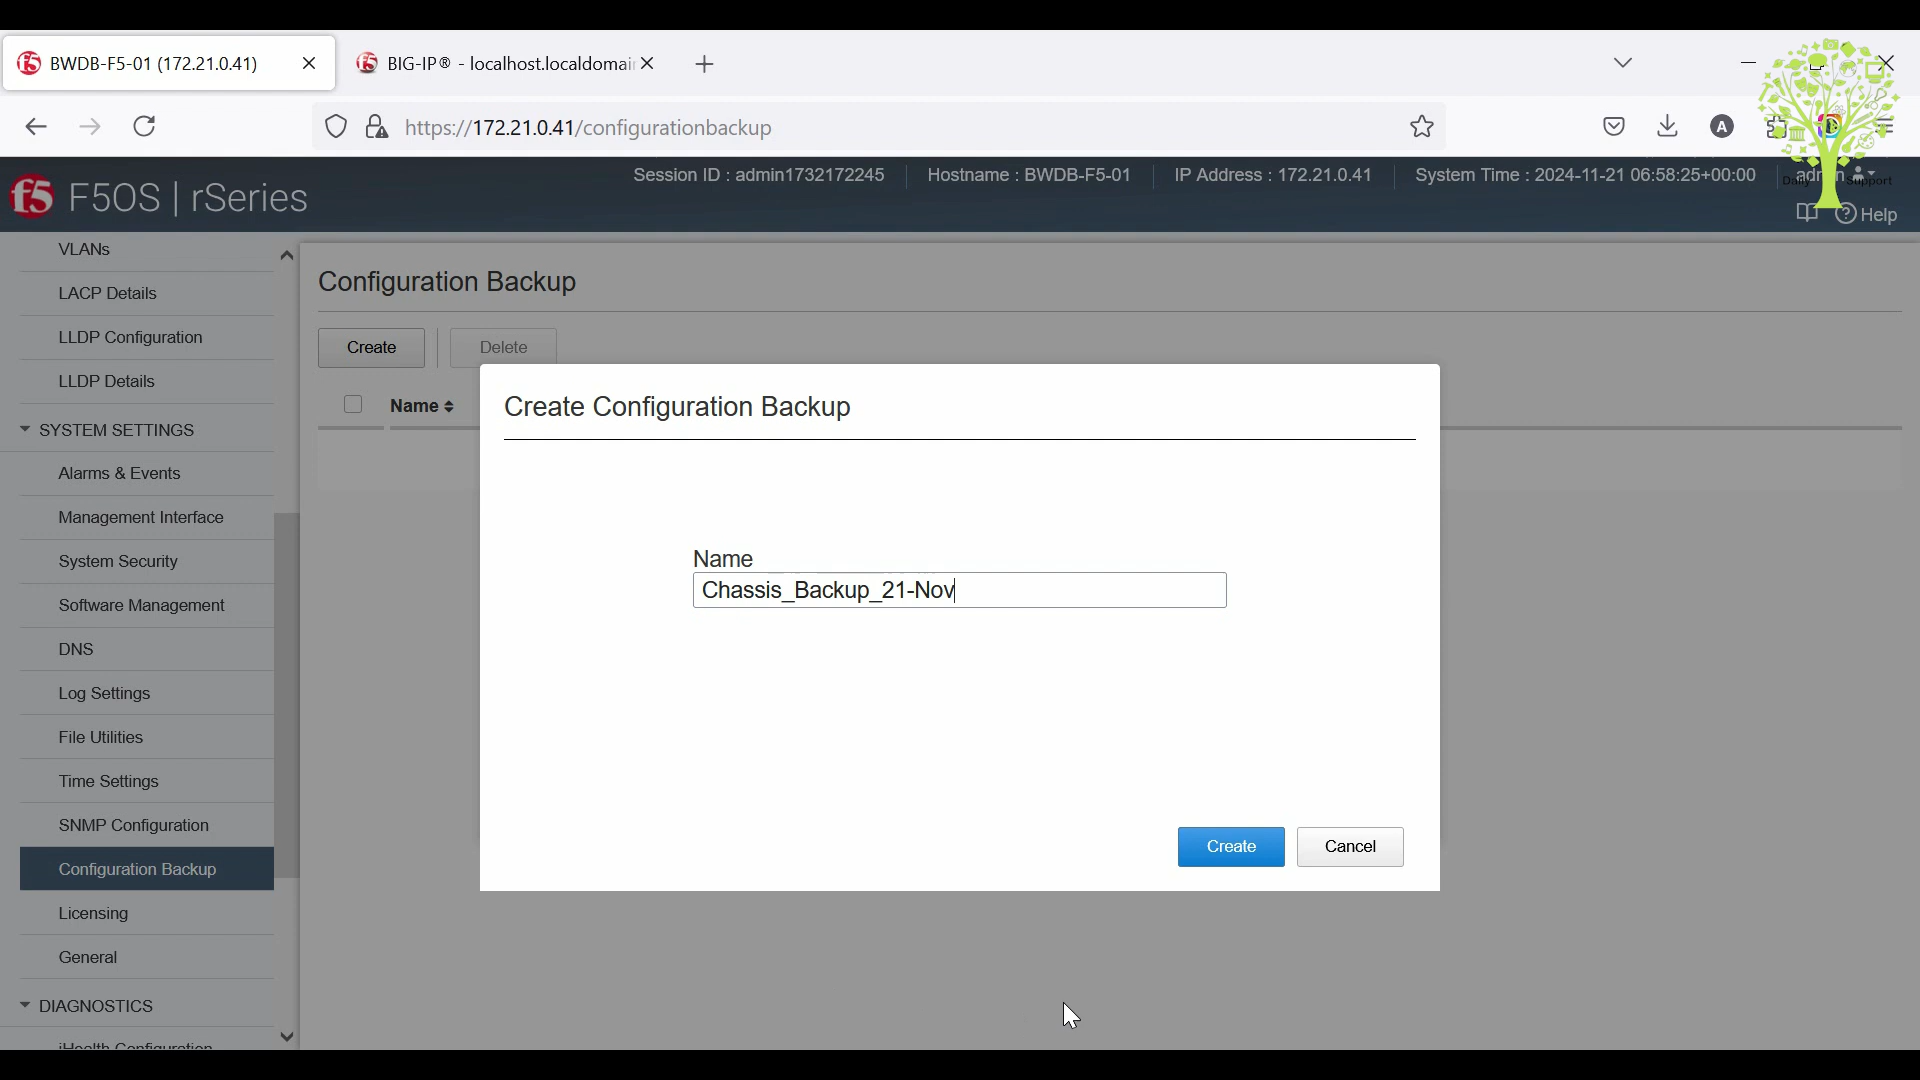 BWDB-F5-01 (172.21.0.41)
BIG-IP® - localhost.localdomain
https://172.21.0.41/configurationbackup
A
f5 F5OS | rSeries
Session ID : admin1732172245
Hostname : BWDB-F5-01
IP Address : 172.21.0.41
System Time : 2024-11-21 06:58:25+00:00
admin
Daily Support
Help
VLANs
LACP Details
LLDP Configuration
LLDP Details
SYSTEM SETTINGS
Alarms & Events
Management Interface
System Security
Software Management
DNS
Log Settings
File Utilities
Time Settings
SNMP Configuration
Configuration Backup
Licensing
General
DIAGNOSTICS
iHealth Configuration
Configuration Backup
Create
Delete
Name
Create Configuration Backup
Name
Chassis_Backup_21-Nov
Create
Cancel